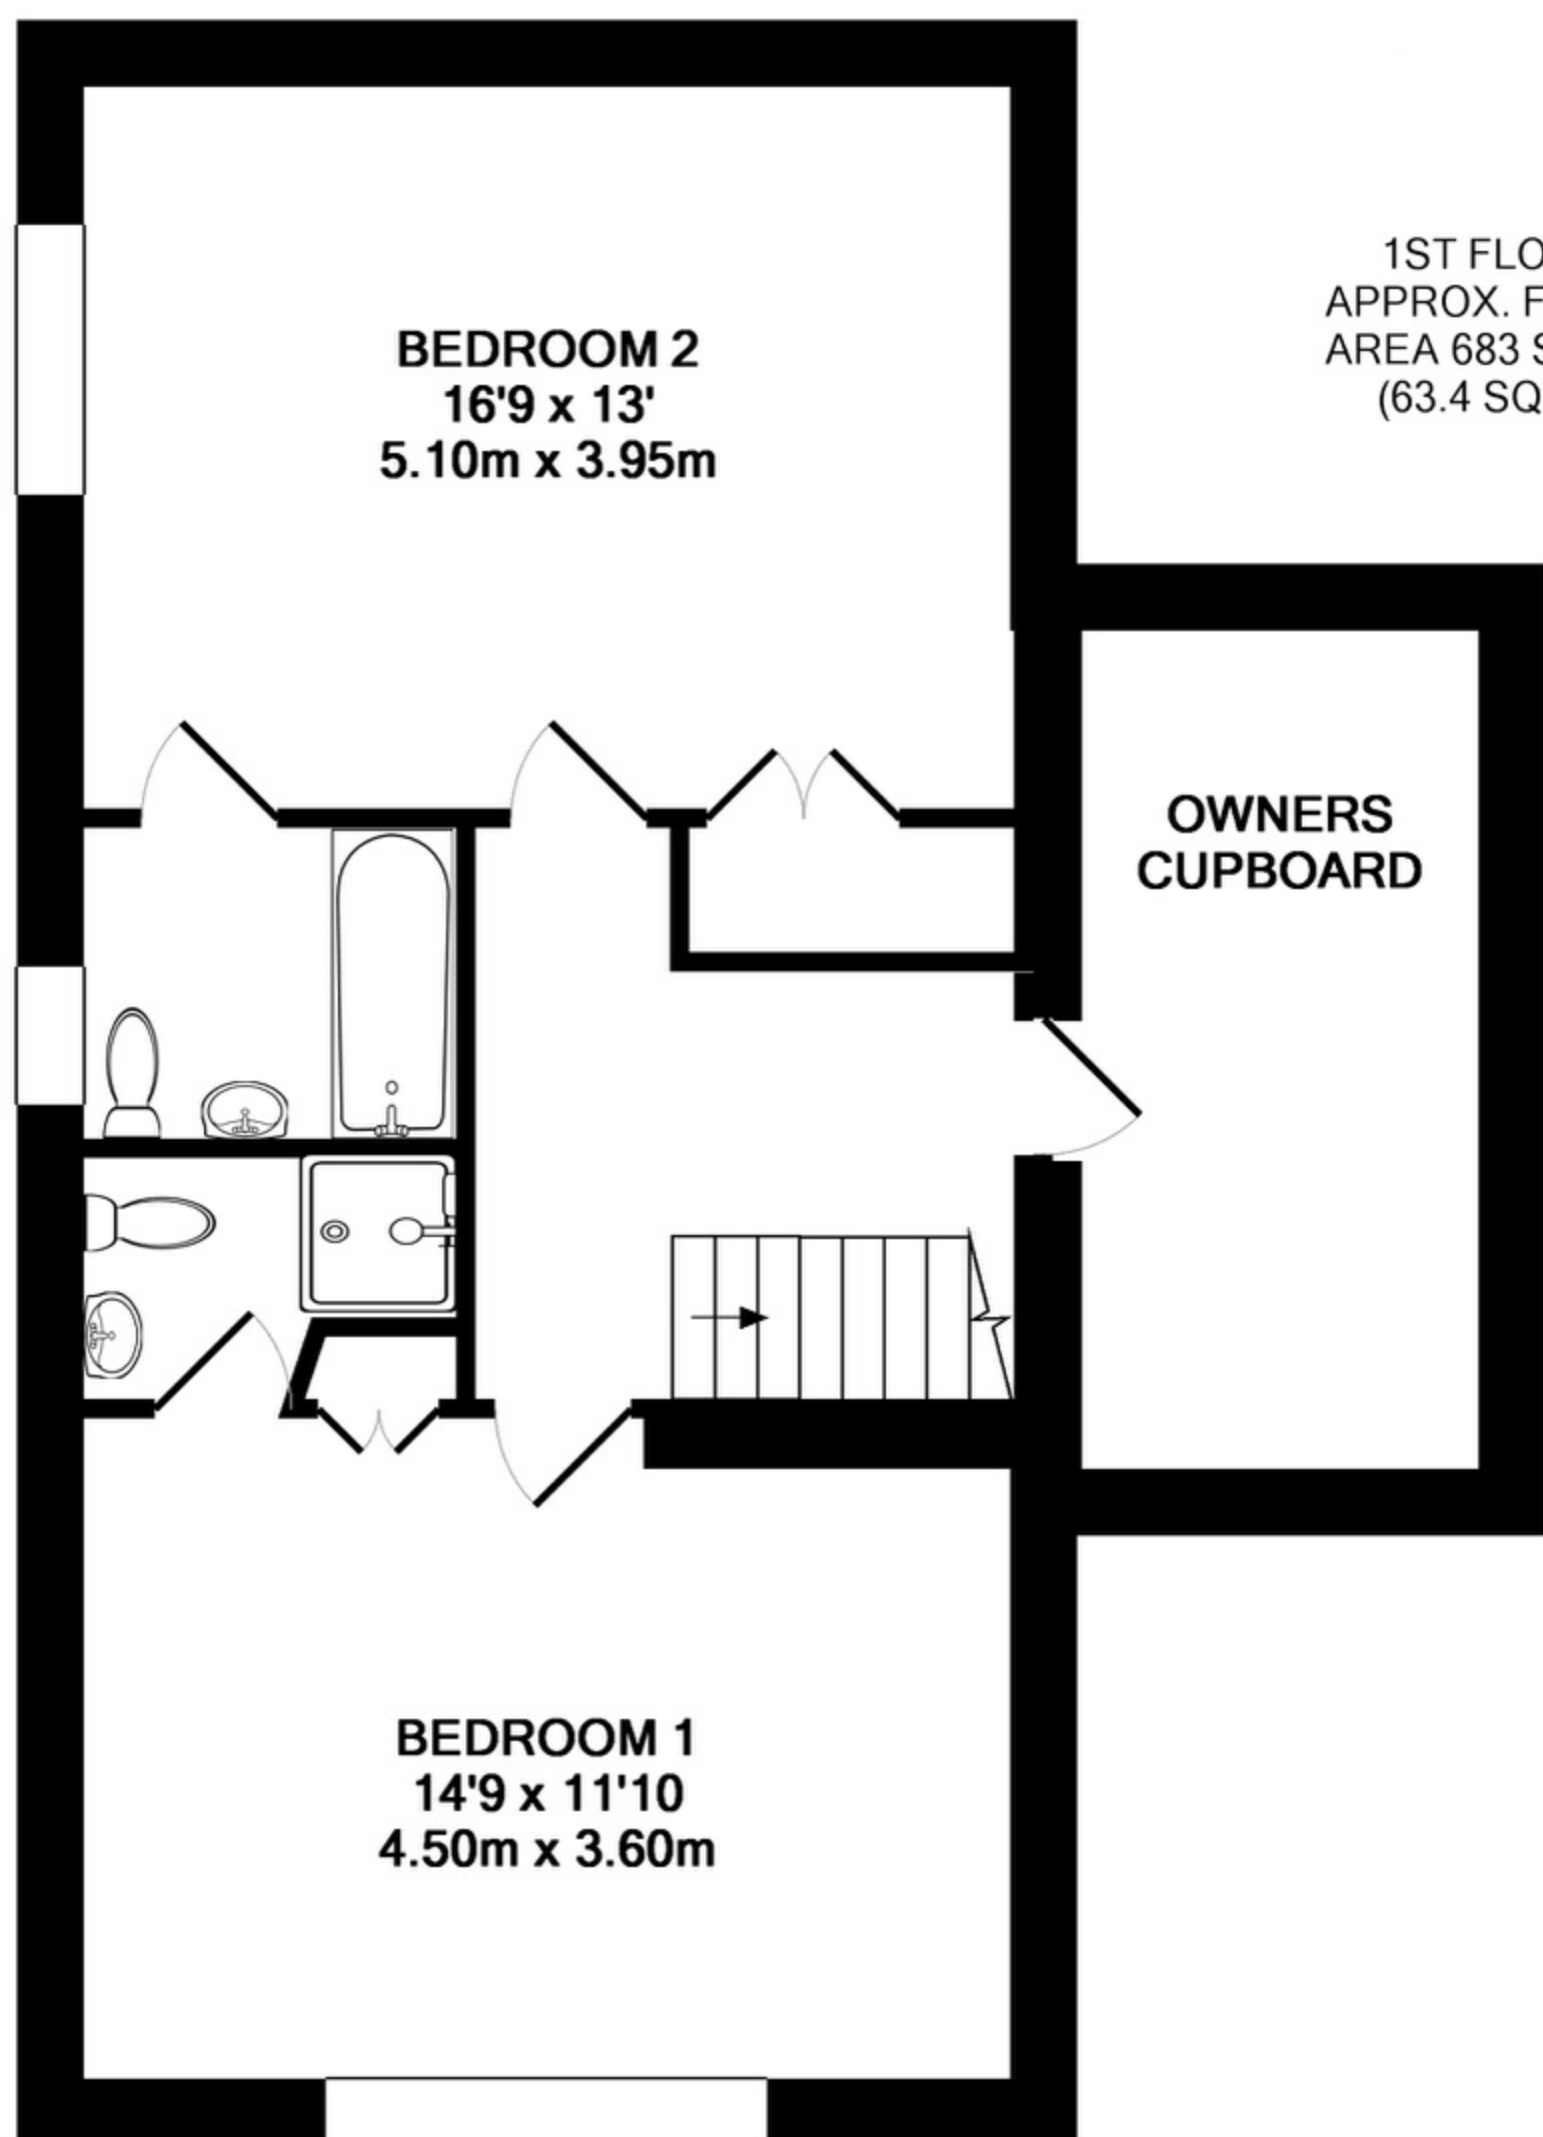 BEDROOM 2
16'9 x 13'
5.10m x 3.95m
1ST FLO
APPROX. F
AREA 683 S
(63.4 SQ
OWNERS
CUPBOARD
BEDROOM 1
14'9 x 11'10
4.50m x 3.60m